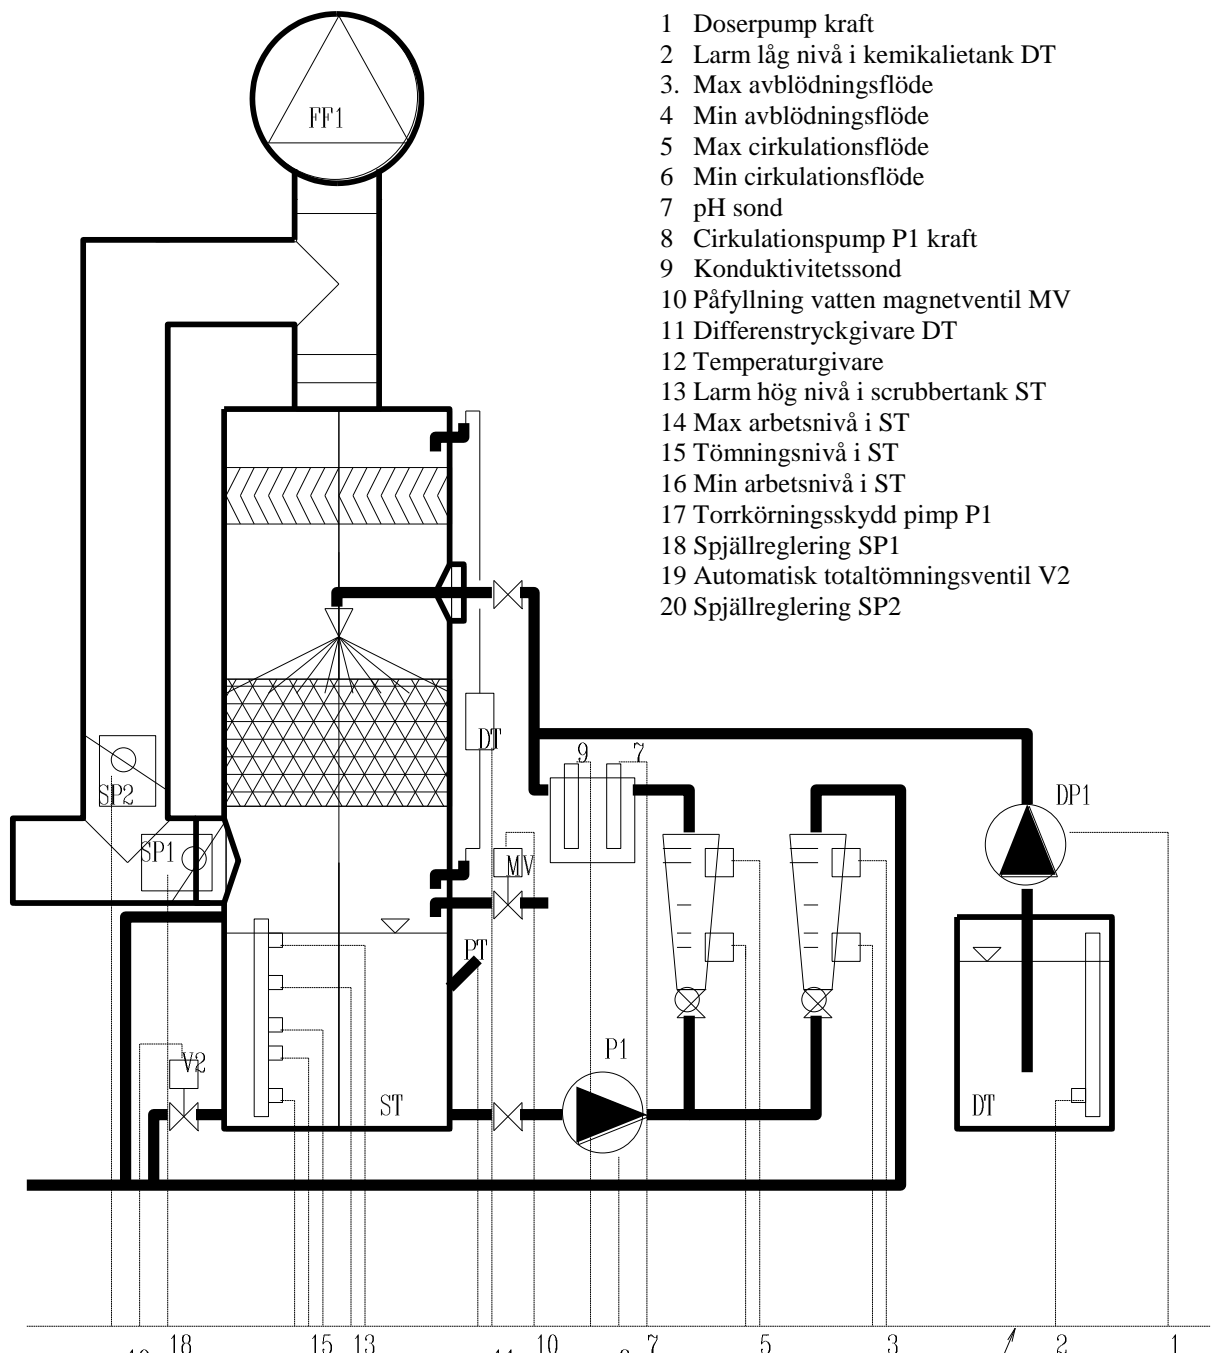 1 Doserpump kraft
2 Larm låg nivå i kemikalietank DT
3. Max avblödningsflöde
4 Min avblödningsflöde
5 Max cirkulationsflöde
6 Min cirkulationsflöde
7 pH sond
8 Cirkulationspump P1 kraft
9 Konduktivitetssond
10 Påfyllning vatten magnetventil MV
11 Differenstryckgivare DT
12 Temperaturgivare
13 Larm hög nivå i scrubbertank ST
14 Max arbetsnivå i ST
15 Tömningsnivå i ST
16 Min arbetsnivå i ST
17 Torrkörningsskydd pimp P1
18 Spjällreglering SP1
19 Automatisk totaltömningsventil V2
20 Spjällreglering SP2
FF1
DT
9
7
SP2
DP1
SP1
MV
PT
P1
V2
ST
DT
18
15
13
10
7
5
3
2
1